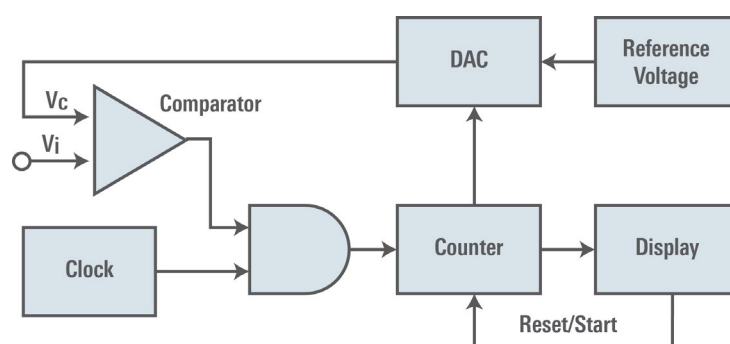 DAC
Reference
Voltage
Vc
Comparator
Vi
Clock
Counter
Display
Reset/Start